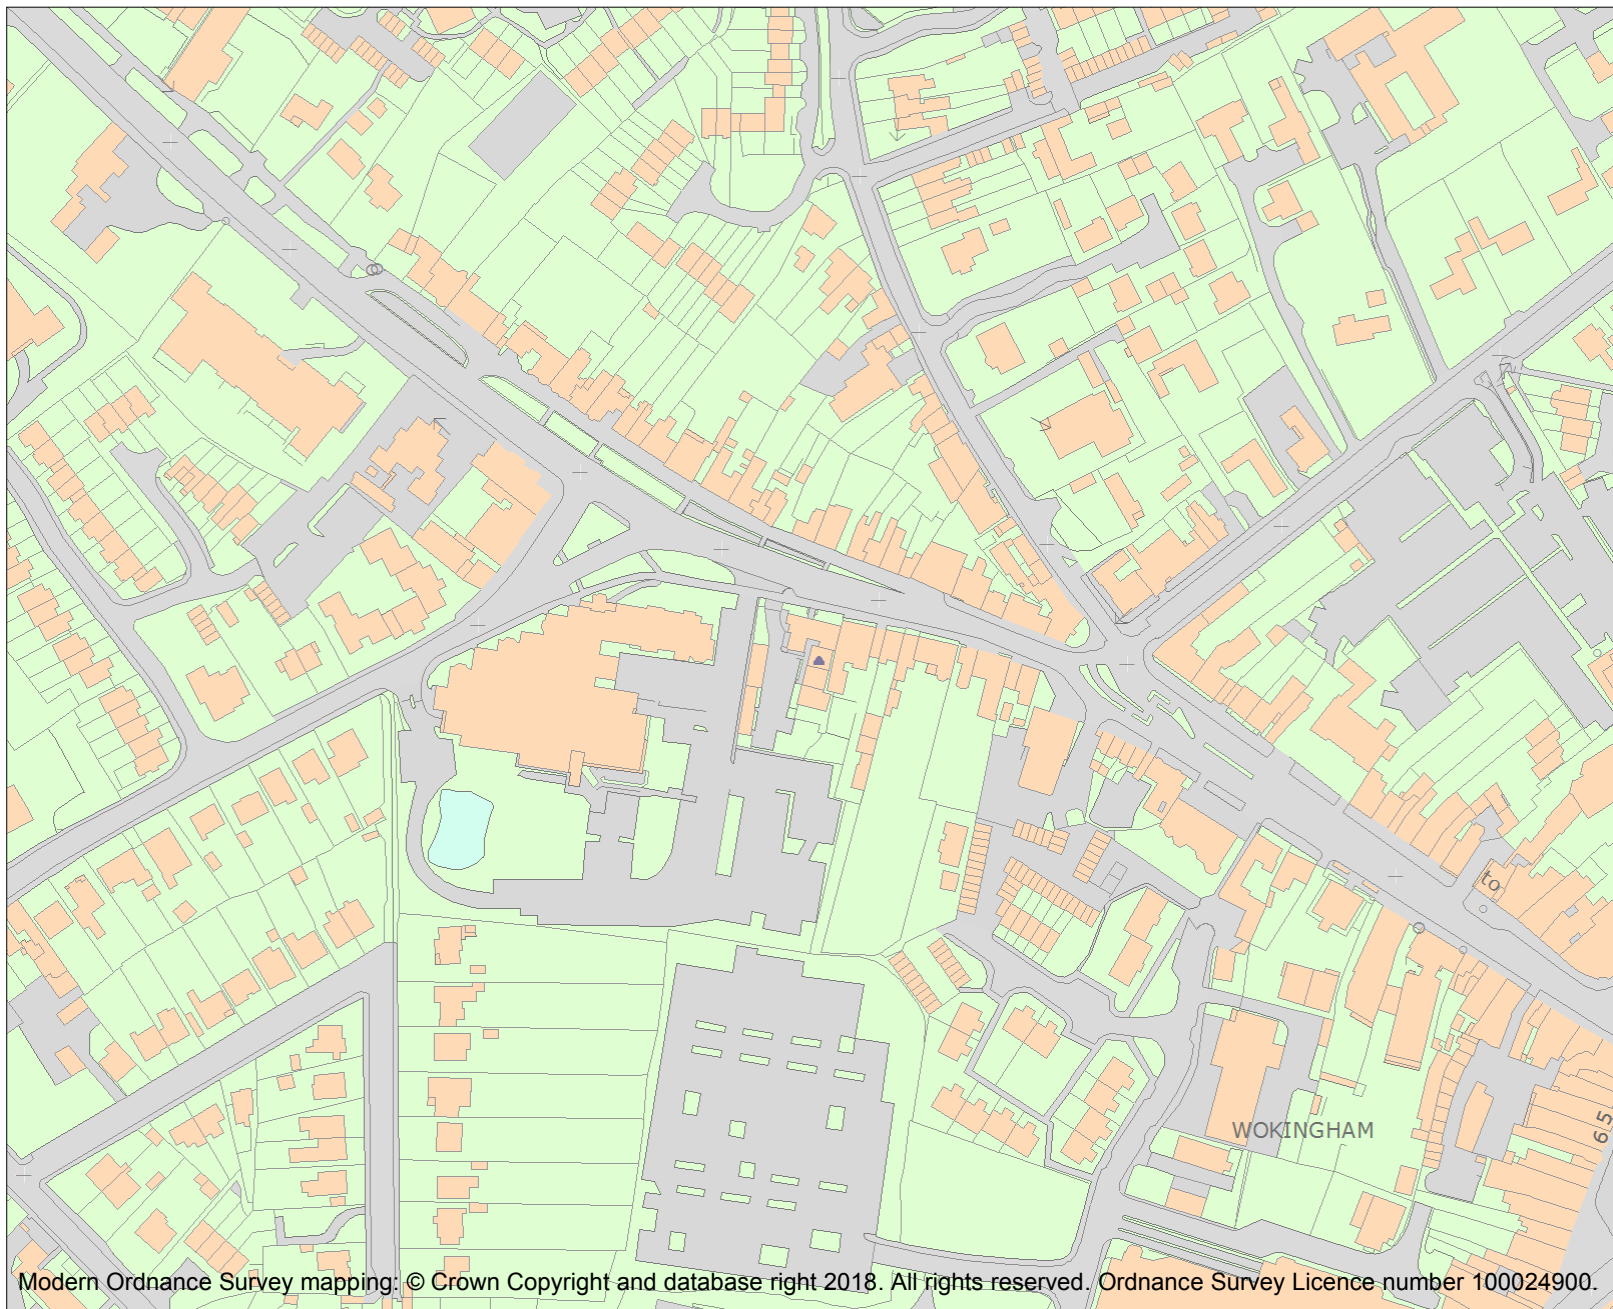 to
WOKINGHAM
65
Modern Ordnance Survey mapping: © Crown Copyright and database right 2018. All rights reserved. Ordnance Survey Licence number 100024900.